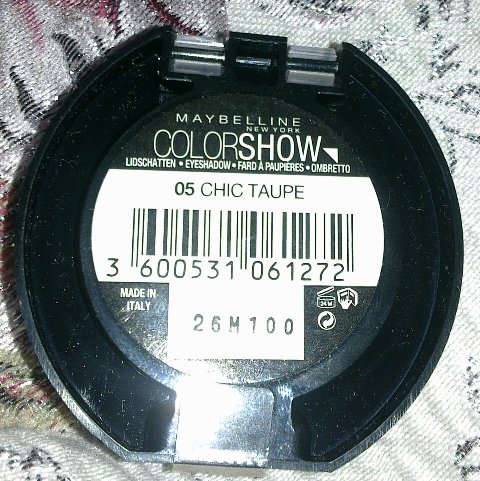 MAYBELLINE
NEW YORK
COLORSHOW
LIDSCHATTEN • EYESHADOW • FARD À PAUPIÈRES • OMBRETTO
05 CHIC TAUPE
3 600531 061272
MADE IN
ITALY
24 M
26M100